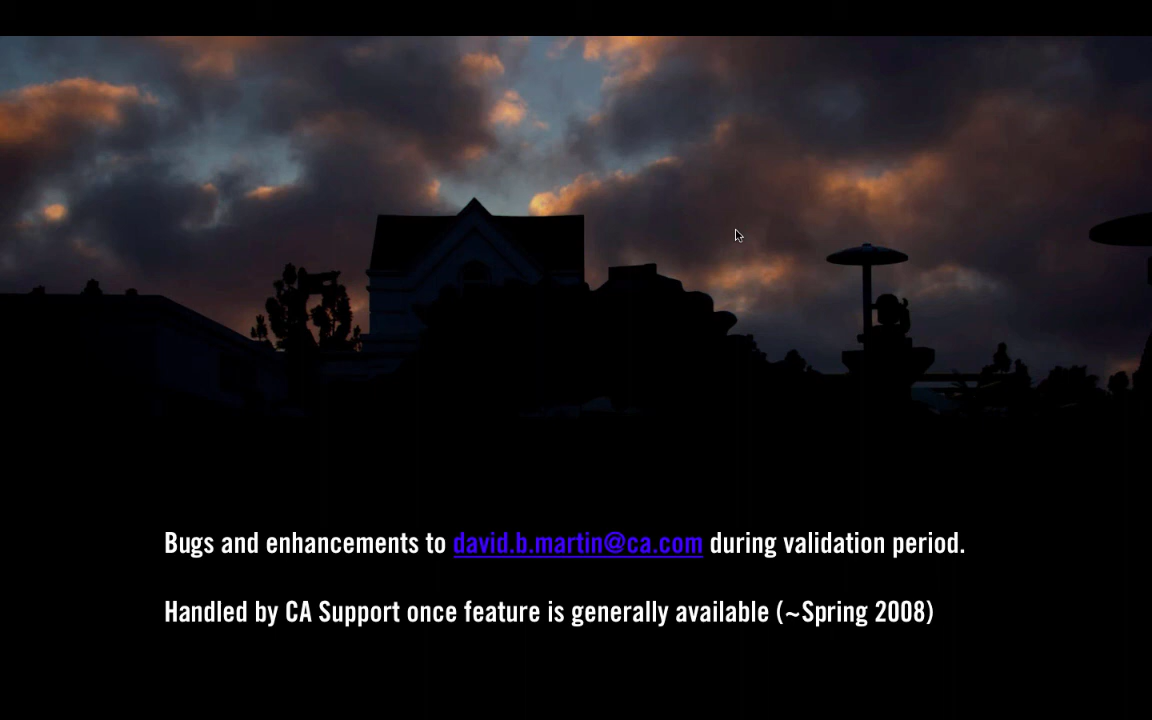 Bugs and enhancements to david.b.martin@ca.com during validation period.
Handled by CA Support once feature is generally available (~Spring 2008)